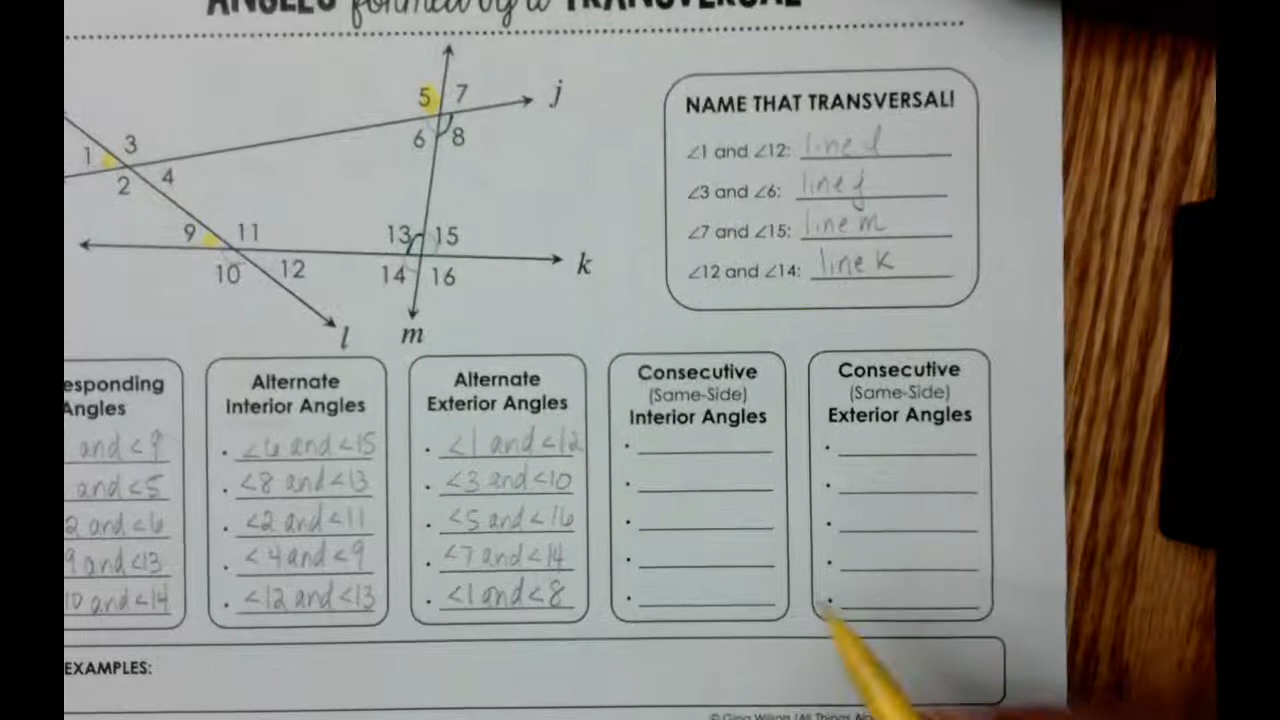 ANGLES formed by a TRANSVERSAL
5 7 j
6 8
1 3
2 4
9 11 13 15
10 12 14 16 k
l m
NAME THAT TRANSVERSAL!
∠1 and ∠12: line l
∠3 and ∠6: line j
∠7 and ∠15: line m
∠12 and ∠14: line k
esponding
Angles
and <9
and <5
2 and <6
9 and <13
10 and <14
Alternate
Interior Angles
• <6 and <15
• <8 and <13
• <2 and <11
• <4 and <9
• <12 and <13
Alternate
Exterior Angles
• <1 and <12
• <3 and <10
• <5 and <16
• <7 and <14
• <1 and <8
Consecutive
(Same-Side)
Interior Angles
Consecutive
(Same-Side)
Exterior Angles
EXAMPLES:
© Gina Wilson (All Things Al